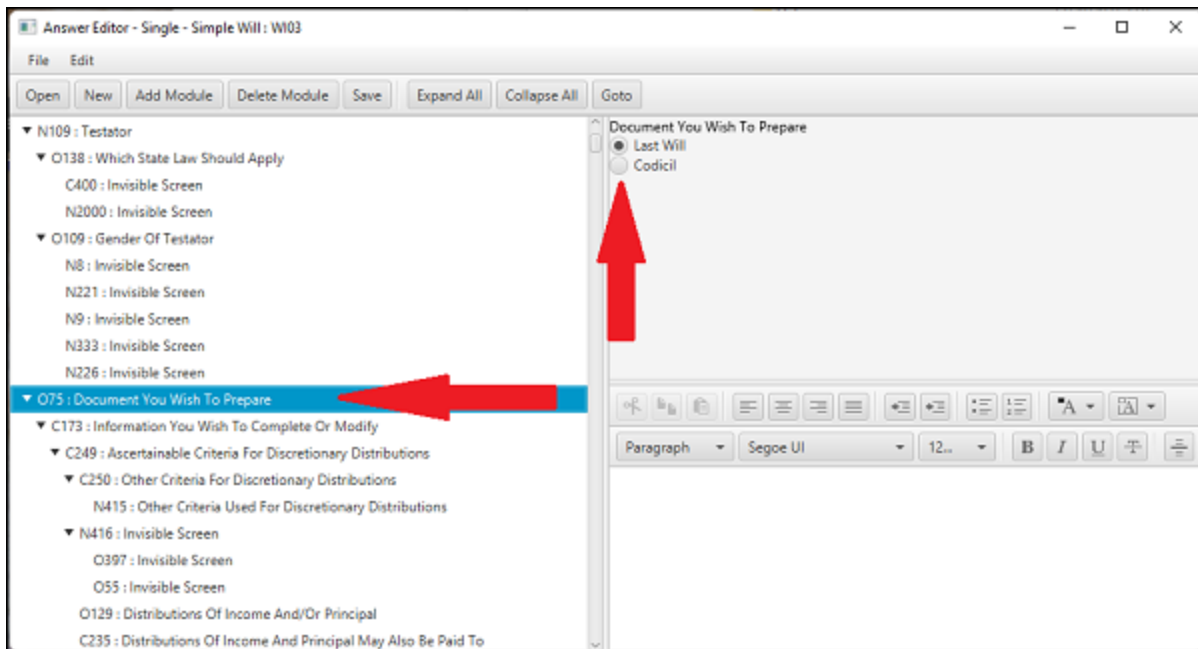 Answer Editor - Single - Simple Will : WI03
File Edit
Open New Add Module Delete Module Save Expand All Collapse All Goto
N109 : Testator
O138 : Which State Law Should Apply
C400 : Invisible Screen
N2000 : Invisible Screen
O109 : Gender Of Testator
N8 : Invisible Screen
N221 : Invisible Screen
N9 : Invisible Screen
N333 : Invisible Screen
N226 : Invisible Screen
O75 : Document You Wish To Prepare
C173 : Information You Wish To Complete Or Modify
C249 : Ascertainable Criteria For Discretionary Distributions
C250 : Other Criteria For Discretionary Distributions
N415 : Other Criteria Used For Discretionary Distributions
N416 : Invisible Screen
O397 : Invisible Screen
O55 : Invisible Screen
O129 : Distributions Of Income And/Or Principal
C235 : Distributions Of Income And Principal May Also Be Paid To
Document You Wish To Prepare
Last Will
Codicil
Paragraph Segoe UI 12... B I U T